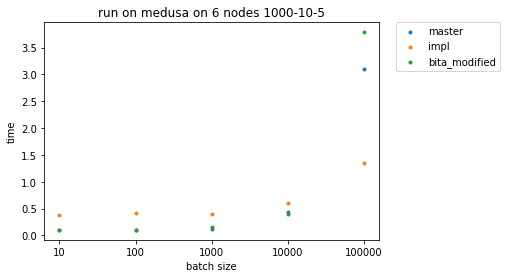 run on medusa on 6 nodes 1000-10-5
master
impl
bita_modified
3.5
3.0
2.5
2.0
1.5
1.0
0.5
0.0
time
10 100 1000 10000 100000
batch size